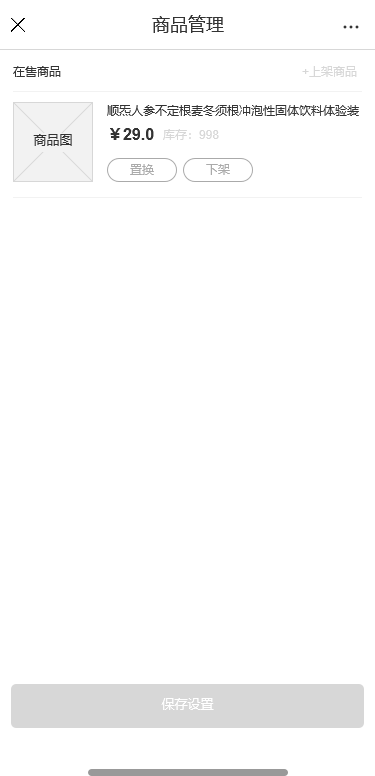 商品管理
在售商品
+上架商品
商品图
顺炁人参不定根麦冬须根冲泡性固体饮料体验装
￥29.0 库存：998
置换
下架
保存设置